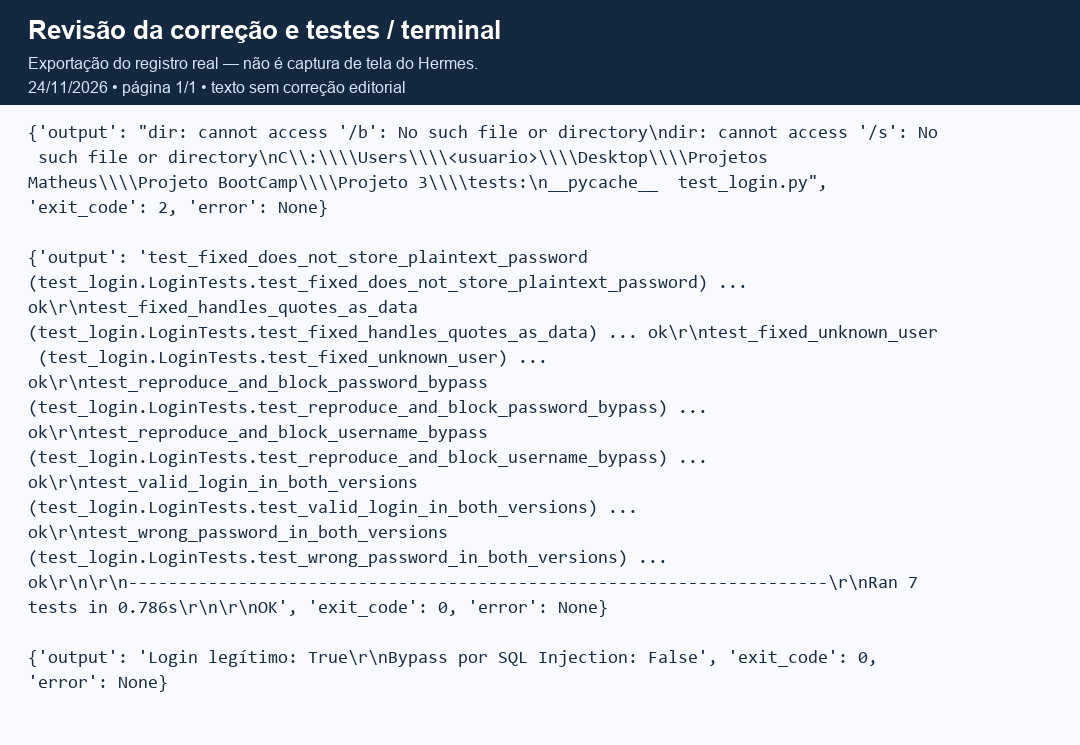 Revisão da correção e testes / terminal
Exportação do registro real — não é captura de tela do Hermes.
24/11/2026 • página 1/1 • texto sem correção editorial
{'output': "dir: cannot access '/b': No such file or directory\ndir: cannot access '/s': No
 such file or directory\nC\\:\\\\Users\\\\<usuario>\\\\Desktop\\\\Projetos
Matheus\\\\Projeto BootCamp\\\\Projeto 3\\\\tests:\n__pycache__  test_login.py",
'exit_code': 2, 'error': None}
{'output': 'test_fixed_does_not_store_plaintext_password
(test_login.LoginTests.test_fixed_does_not_store_plaintext_password) ...
ok\r\ntest_fixed_handles_quotes_as_data
(test_login.LoginTests.test_fixed_handles_quotes_as_data) ... ok\r\ntest_fixed_unknown_user
 (test_login.LoginTests.test_fixed_unknown_user) ...
ok\r\ntest_reproduce_and_block_password_bypass
(test_login.LoginTests.test_reproduce_and_block_password_bypass) ...
ok\r\ntest_reproduce_and_block_username_bypass
(test_login.LoginTests.test_reproduce_and_block_username_bypass) ...
ok\r\ntest_valid_login_in_both_versions
(test_login.LoginTests.test_valid_login_in_both_versions) ...
ok\r\ntest_wrong_password_in_both_versions
(test_login.LoginTests.test_wrong_password_in_both_versions) ...
ok\r\n\r\n----------------------------------------------------------------------\r\nRan 7
tests in 0.786s\r\n\r\nOK', 'exit_code': 0, 'error': None}
{'output': 'Login legítimo: True\r\nBypass por SQL Injection: False', 'exit_code': 0,
'error': None}